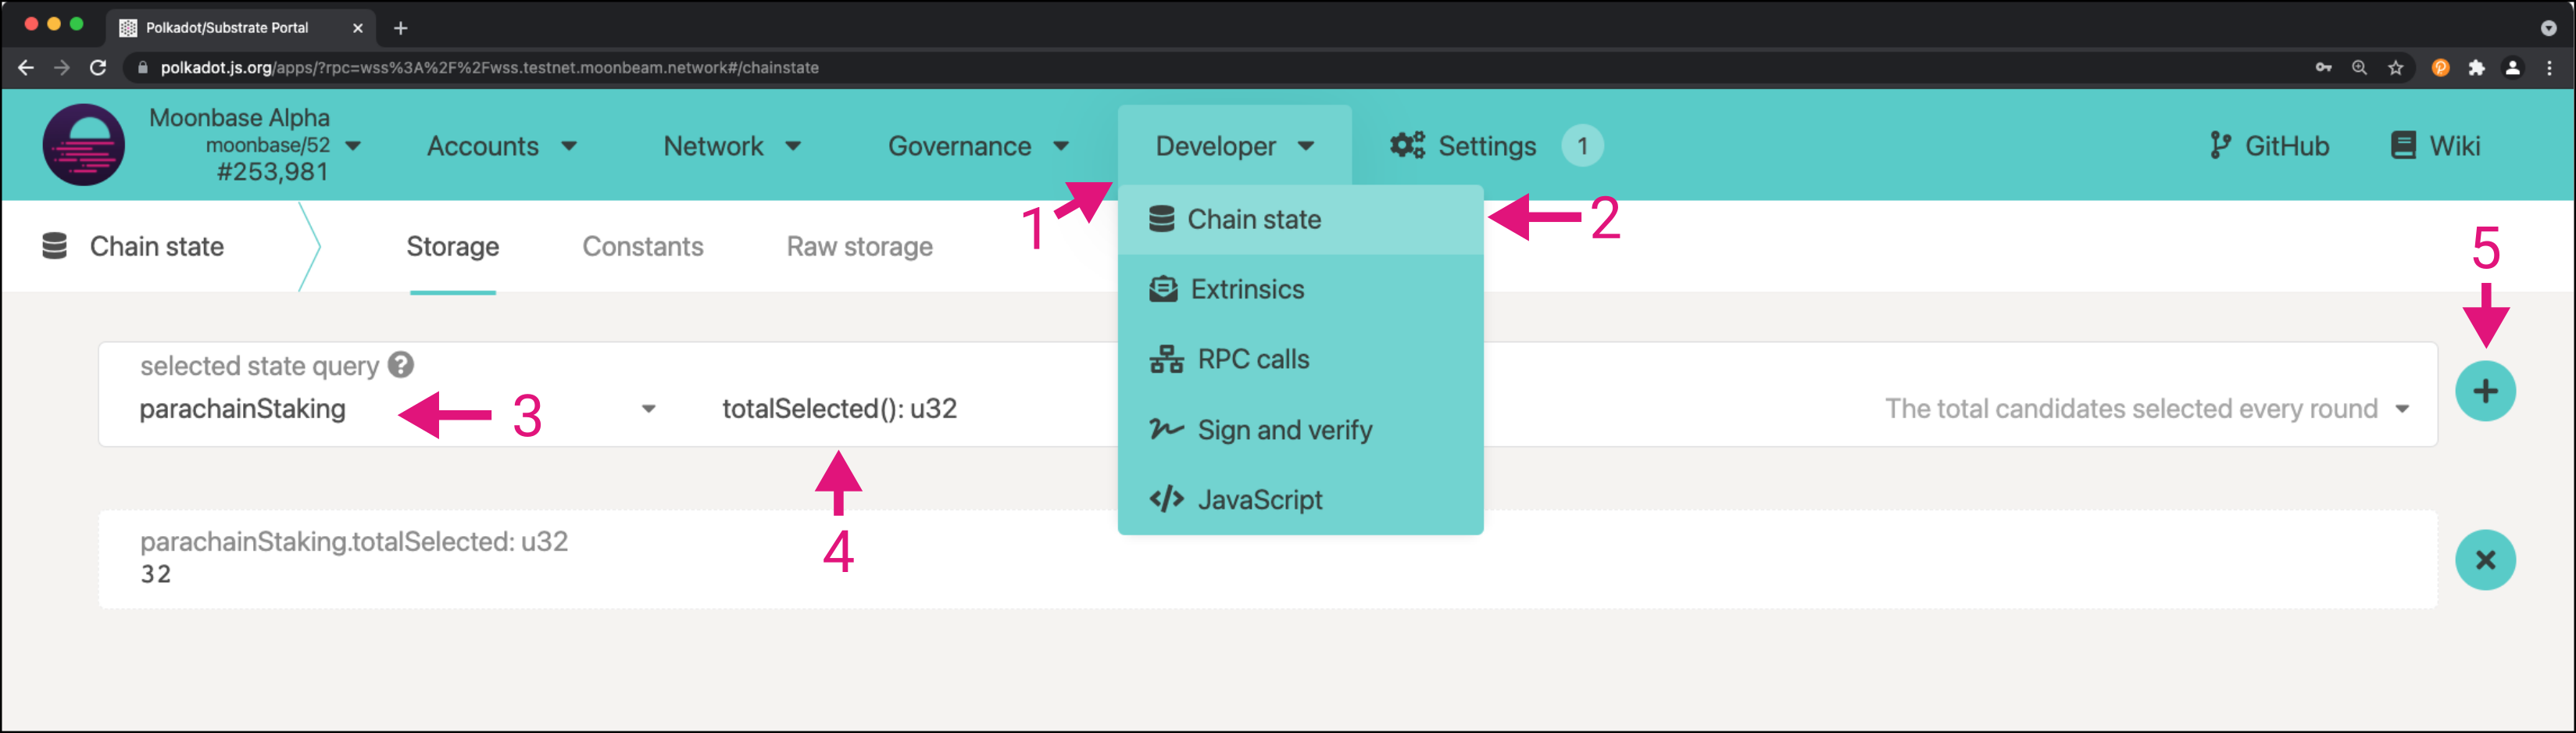 Polkadot/Substrate Portal
polkadot.js.org/apps/?rpc=wss%3A%2F%2Fwss.testnet.moonbeam.network#/chainstate
Moonbase Alpha
moonbase/52
#253,981
Accounts
Network
Governance
Developer
Settings
1
GitHub
Wiki
Chain state
Storage
Constants
Raw storage
1
Chain state
2
Extrinsics
RPC calls
Sign and verify
JavaScript
5
selected state query
parachainStaking
3
totalSelected(): u32
The total candidates selected every round
4
parachainStaking.totalSelected: u32
32